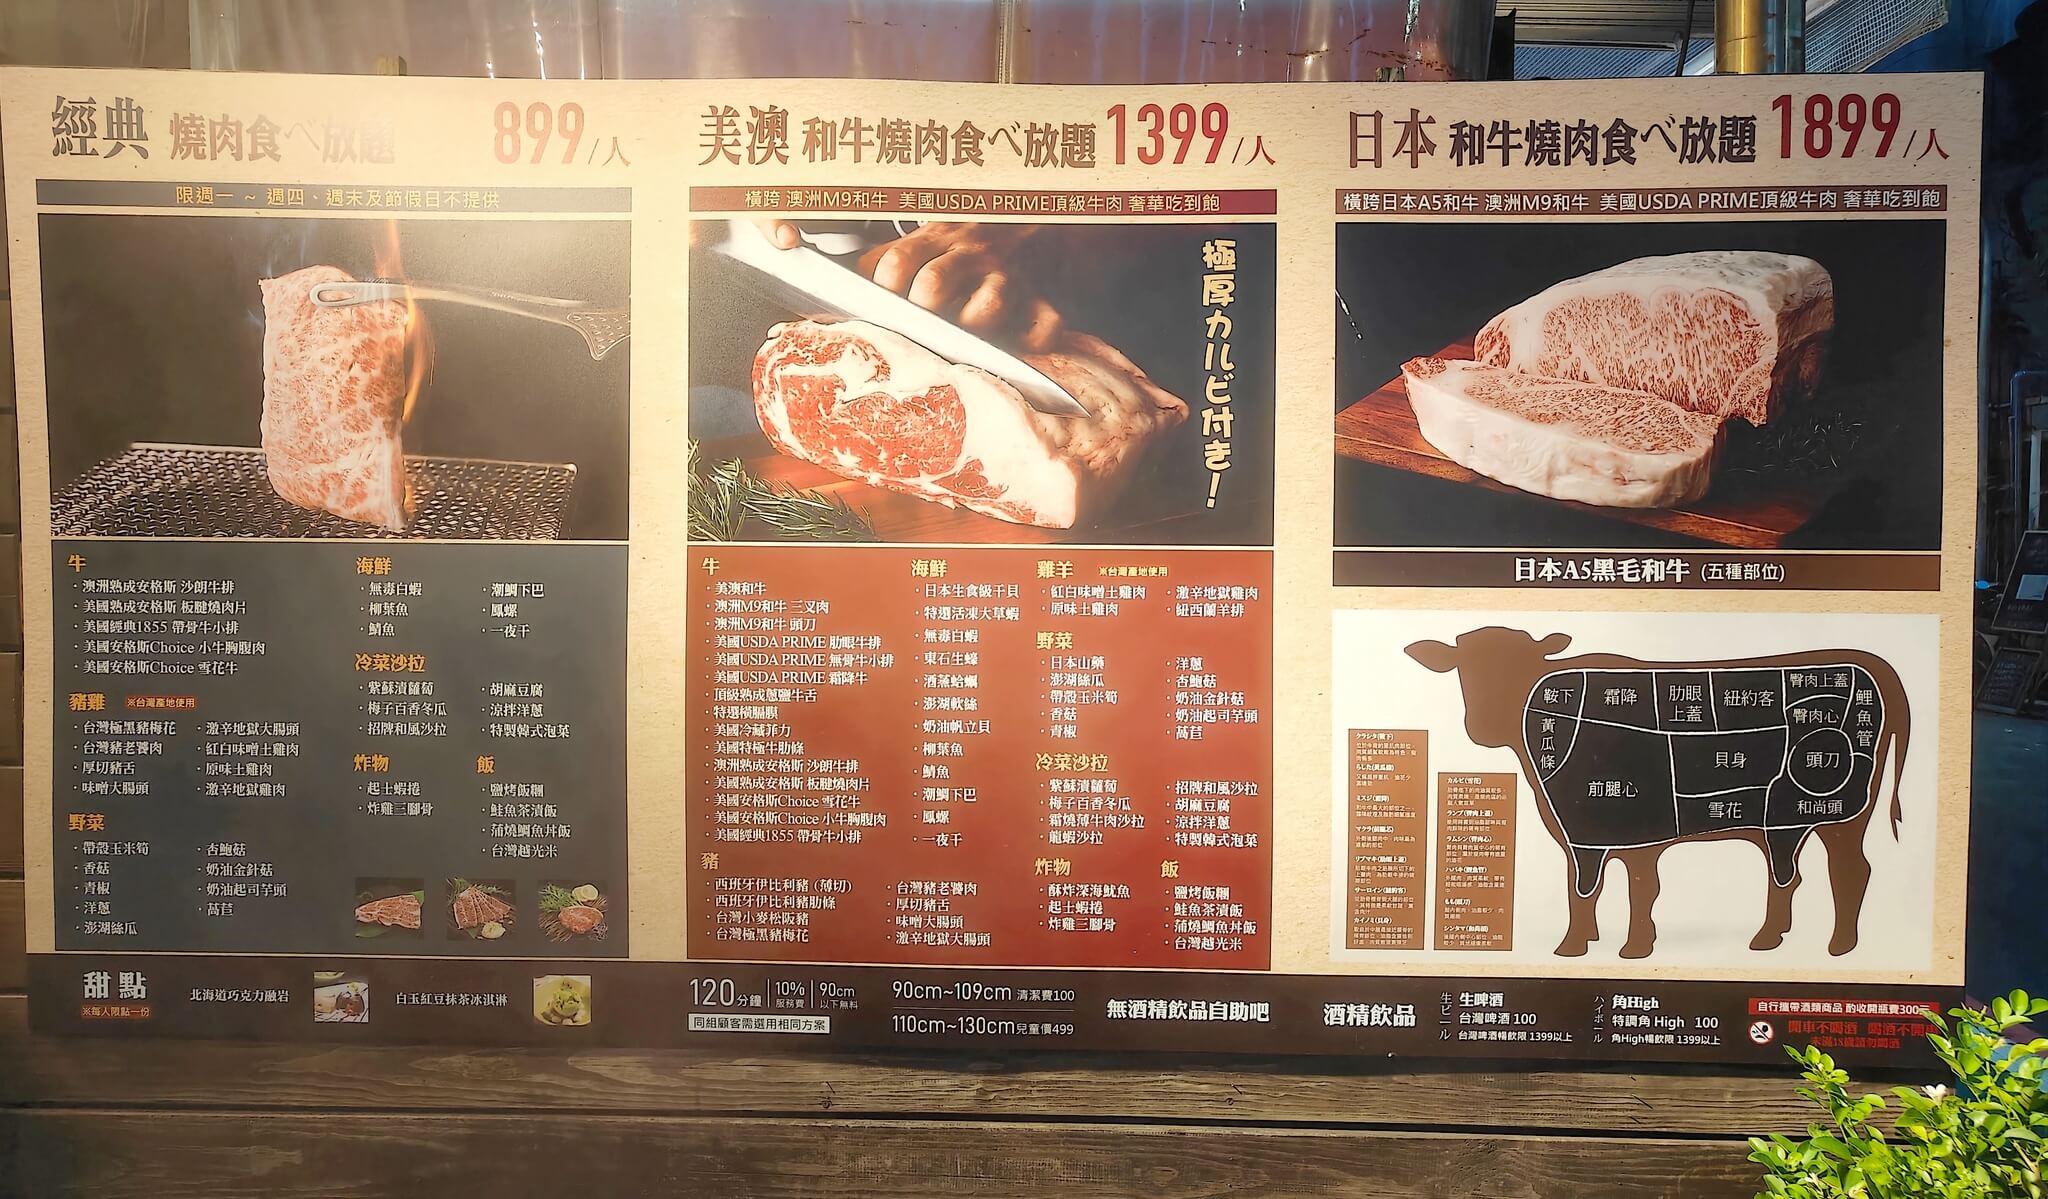 經典 燒肉食べ放題 899/人
限週一 ~ 週四、週末及節假日不提供
牛
・澳洲熟成安格斯 沙朗牛排
・美國熟成安格斯 板腱燒肉片
・美國經典1855 帶骨牛小排
・美國安格斯Choice 小牛胸腹肉
・美國安格斯Choice 雪花牛
豬雞 ※台灣產地使用
・台灣極黑豬梅花
・台灣豬老饕肉
・厚切豬舌
・味噌大腸頭
・激辛地獄大腸頭
・紅白味噌土雞肉
・原味土雞肉
・激辛地獄雞肉
野菜
・帶殼玉米筍
・香菇
・青椒
・洋蔥
・澎湖絲瓜
・杏鮑菇
・奶油金針菇
・奶油起司芋頭
・萵苣
海鮮
・無毒白蝦
・柳葉魚
・鯖魚
・潮鯛下巴
・鳳螺
・一夜干
冷菜沙拉
・紫蘇漬蘿蔔
・梅子百香冬瓜
・招牌和風沙拉
・胡麻豆腐
・涼拌洋蔥
・特製韓式泡菜
炸物
・起士蝦捲
・炸雞三腳骨
飯
・鹽烤飯糰
・鮭魚茶漬飯
・蒲燒鯛魚丼飯
・台灣越光米
美澳 和牛燒肉食べ放題 1399/人
橫跨 澳洲M9和牛 美國USDA PRIME頂級牛肉 奢華吃到飽
極厚カルビ付き!
牛
・美澳和牛
・澳洲M9和牛 三叉肉
・澳洲M9和牛 頭刀
・美國USDA PRIME 肋眼牛排
・美國USDA PRIME 無骨牛小排
・美國USDA PRIME 霜降牛
・頂級熟成蔥鹽牛舌
・特選橫膈膜
・美國冷藏菲力
・美國特極牛肋條
・澳洲熟成安格斯 沙朗牛排
・美國熟成安格斯 板腱燒肉片
・美國安格斯Choice 雪花牛
・美國安格斯Choice 小牛胸腹肉
・美國經典1855 帶骨牛小排
豬
・西班牙伊比利豬 (薄切)
・西班牙伊比利豬肋條
・台灣小麥松阪豬
・台灣極黑豬梅花
・台灣豬老饕肉
・厚切豬舌
・味噌大腸頭
・激辛地獄大腸頭
海鮮
・日本生食級干貝
・特選活凍大草蝦
・無毒白蝦
・東石生蠔
・酒蒸蛤蠣
・澎湖軟絲
・奶油帆立貝
・柳葉魚
・鯖魚
・潮鯛下巴
・鳳螺
・一夜干
雞羊 ※台灣產地使用
・紅白味噌土雞肉
・原味土雞肉
・激辛地獄雞肉
・紐西蘭羊排
野菜
・日本山藥
・澎湖絲瓜
・帶殼玉米筍
・香菇
・青椒
・洋蔥
・杏鮑菇
・奶油金針菇
・奶油起司芋頭
・萵苣
冷菜沙拉
・紫蘇漬蘿蔔
・梅子百香冬瓜
・霜燒薄牛肉沙拉
・龍蝦沙拉
・招牌和風沙拉
・胡麻豆腐
・涼拌洋蔥
・特製韓式泡菜
炸物
・酥炸深海魷魚
・起士蝦捲
・炸雞三腳骨
飯
・鹽烤飯糰
・鮭魚茶漬飯
・蒲燒鯛魚丼飯
・台灣越光米
日本 和牛燒肉食べ放題 1899/人
橫跨日本A5和牛 澳洲M9和牛 美國USDA PRIME頂級牛肉 奢華吃到飽
日本A5黑毛和牛 (五種部位)
鞍下
霜降
肋眼上蓋
紐約客
臀肉上蓋
臀肉心
鯉魚管
黃瓜條
前腿心
貝身
雪花
頭刀
和尚頭
甜點
※每人限點一份
北海道巧克力融岩
白玉紅豆抹茶冰淇淋
120分鐘 10%服務費 90cm以下無料
同組顧客需選用相同方案
90cm~109cm 清潔費100
110cm~130cm兒童價499
無酒精飲品自助吧
酒精飲品
生ビール
生啤酒
台灣啤酒 100
台灣啤酒暢飲限 1399以上
ハイボール
角High
特調角 High 100
角High暢飲限 1399以上
自行攜帶酒類商品 酌收開瓶費300元
開車不喝酒 喝酒不開車
未滿18歲請勿喝酒